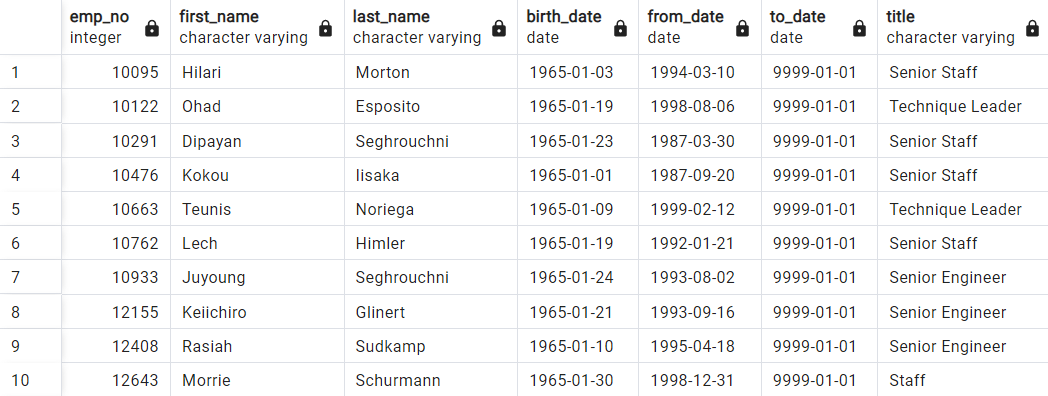 emp_no first_name last_name birth_date from_date to_date title
integer character varying character varying date date date character varying
1 10095 Hilari Morton 1965-01-03 1994-03-10 9999-01-01 Senior Staff
2 10122 Ohad Esposito 1965-01-19 1998-08-06 9999-01-01 Technique Leader
3 10291 Dipayan Seghrouchni 1965-01-23 1987-03-30 9999-01-01 Senior Staff
4 10476 Kokou Iisaka 1965-01-01 1987-09-20 9999-01-01 Senior Staff
5 10663 Teunis Noriega 1965-01-09 1999-02-12 9999-01-01 Technique Leader
6 10762 Lech Himler 1965-01-19 1992-01-21 9999-01-01 Senior Staff
7 10933 Juyoung Seghrouchni 1965-01-24 1993-08-02 9999-01-01 Senior Engineer
8 12155 Keiichiro Glinert 1965-01-21 1993-09-16 9999-01-01 Senior Engineer
9 12408 Rasiah Sudkamp 1965-01-10 1995-04-18 9999-01-01 Senior Engineer
10 12643 Morrie Schurmann 1965-01-30 1998-12-31 9999-01-01 Staff